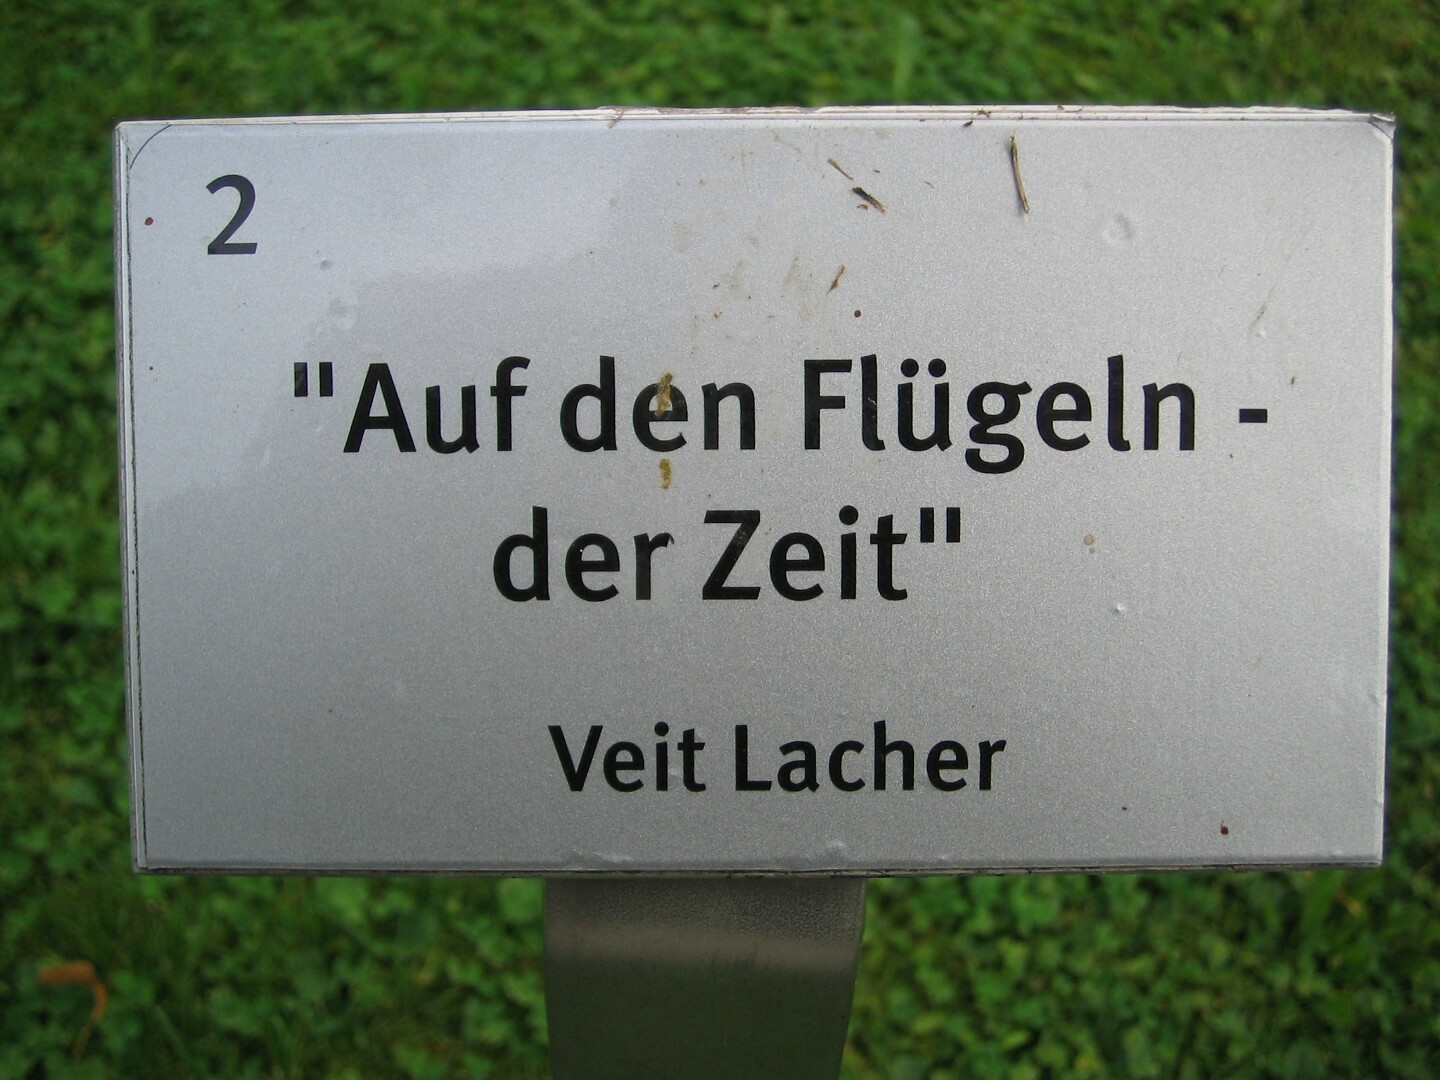 2
"Auf den Flügeln -
der Zeit"
Veit Lacher